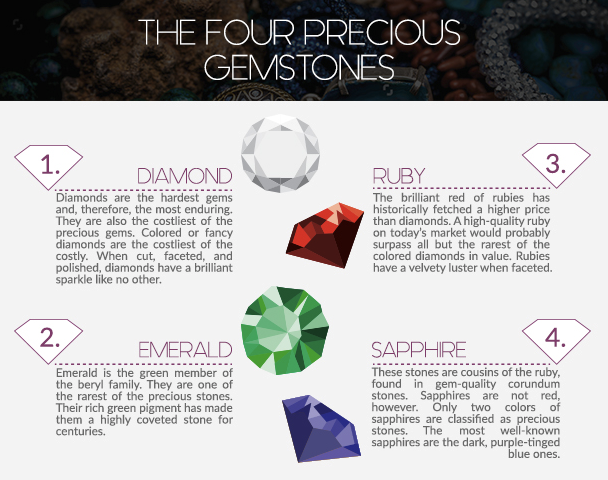 THE FOUR PRECIOUS
GEMSTONES
1.
DIAMOND
Diamonds are the hardest gems
and, therefore, the most enduring.
They are also the costliest of the
precious gems. Colored or fancy
diamonds are the costliest of the
costly. When cut, faceted, and
polished, diamonds have a brilliant
sparkle like no other.
2.
EMERALD
Emerald is the green member of
the beryl family. They are one of
the rarest of the precious stones.
Their rich green pigment has made
them a highly coveted stone for
centuries.
3.
RUBY
The brilliant red of rubies has
historically fetched a higher price
than diamonds. A high-quality ruby
on today's market would probably
surpass all but the rarest of the
colored diamonds in value. Rubies
have a velvety luster when faceted.
4.
SAPPHIRE
These stones are cousins of the ruby,
found in gem-quality corundum
stones. Sapphires are not red,
however. Only two colors of
sapphires are classified as precious
stones. The most well-known
sapphires are the dark, purple-tinged
blue ones.